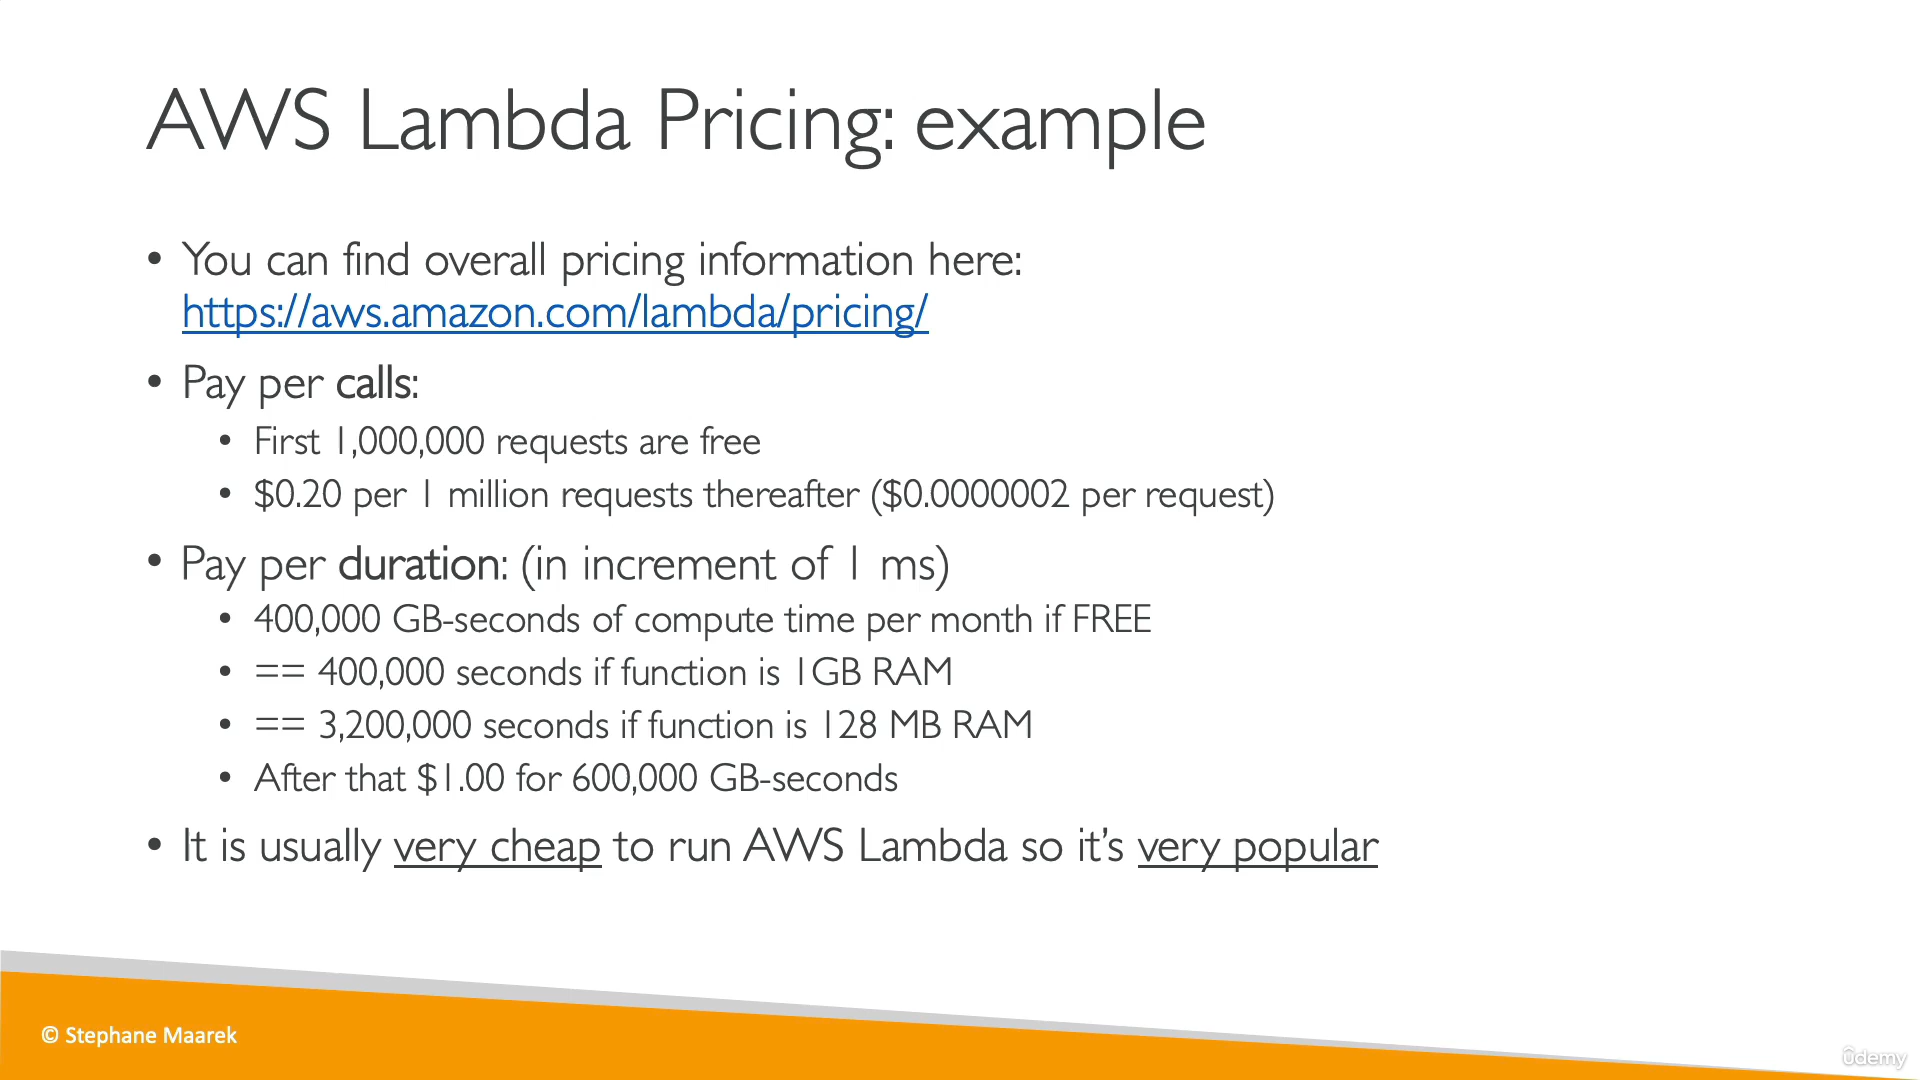 AWS Lambda Pricing: example
• You can find overall pricing information here:
https://aws.amazon.com/lambda/pricing/
• Pay per calls:
• First 1,000,000 requests are free
• $0.20 per 1 million requests thereafter ($0.0000002 per request)
• Pay per duration: (in increment of 1 ms)
• 400,000 GB-seconds of compute time per month if FREE
• == 400,000 seconds if function is 1GB RAM
• == 3,200,000 seconds if function is 128 MB RAM
• After that $1.00 for 600,000 GB-seconds
• It is usually very cheap to run AWS Lambda so it’s very popular
© Stephane Maarek
ûdemy